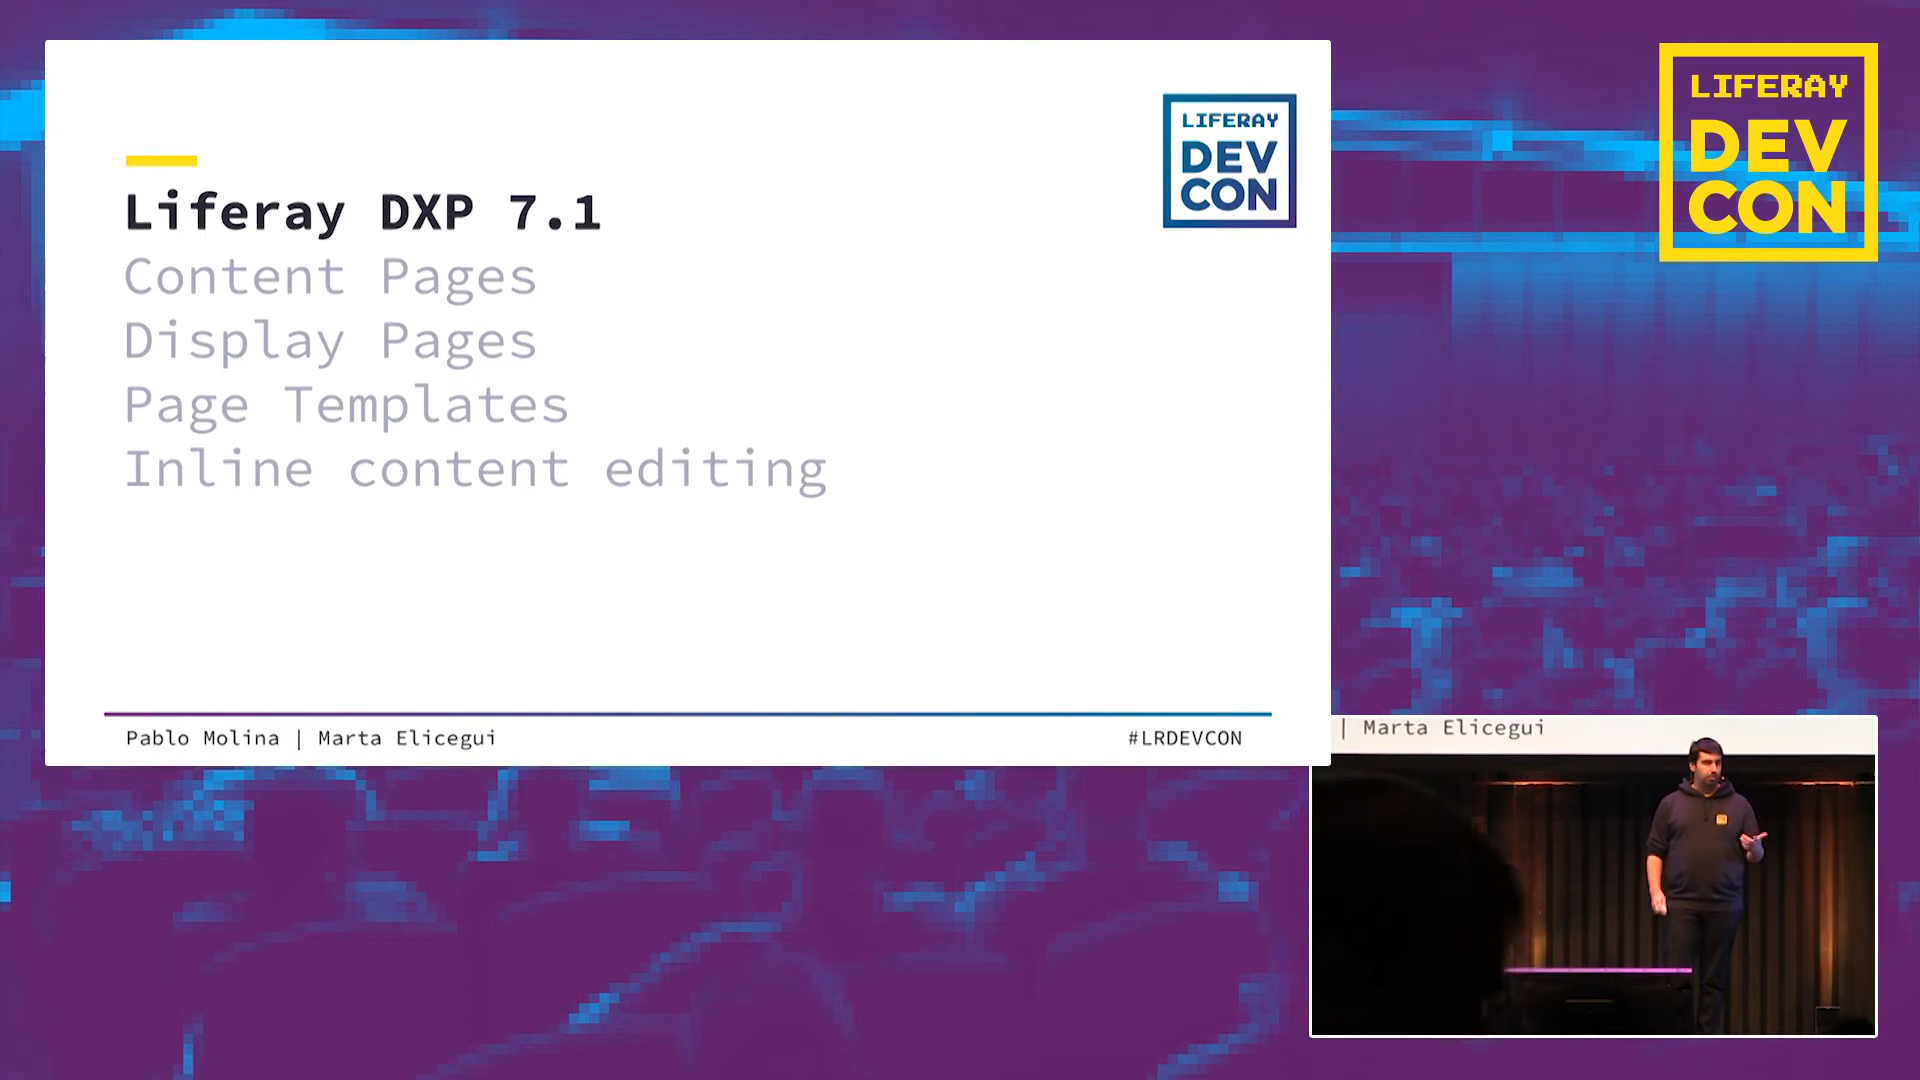 Liferay DXP 7.1
Content Pages
Display Pages
Page Templates
Inline content editing
LIFERAY
DEV
CON
Pablo Molina | Marta Elicegui
#LRDEVCON
LIFERAY
DEV
CON
| Marta Elicegui